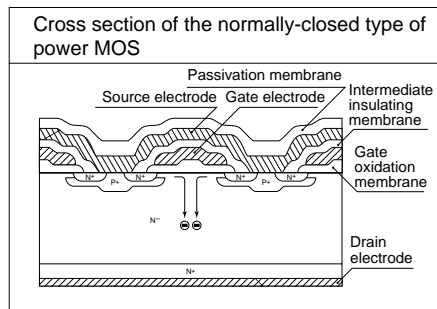 Cross section of the normally-closed type of
power MOS
Passivation membrane
Source electrode
Gate electrode
Intermediate
insulating
membrane
Gate
oxidation
membrane
N+ N+ N+ N+
P+ P+
N−
N+
Drain
electrode